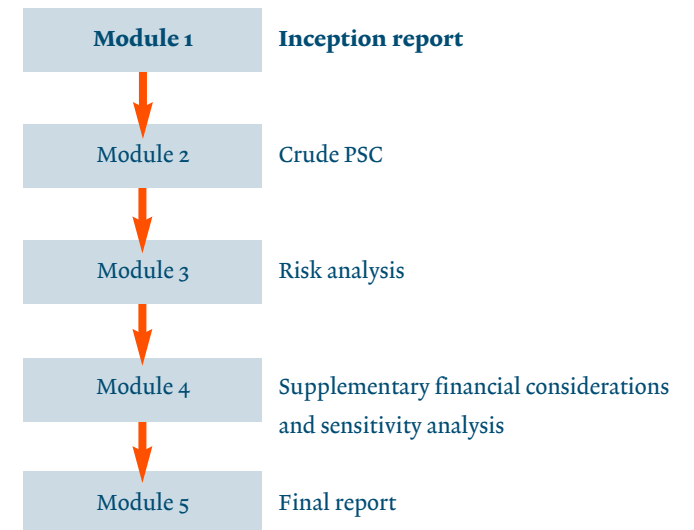 Module 1 Inception report
Module 2 Crude PSC
Module 3 Risk analysis
Module 4 Supplementary financial considerations
and sensitivity analysis
Module 5 Final report